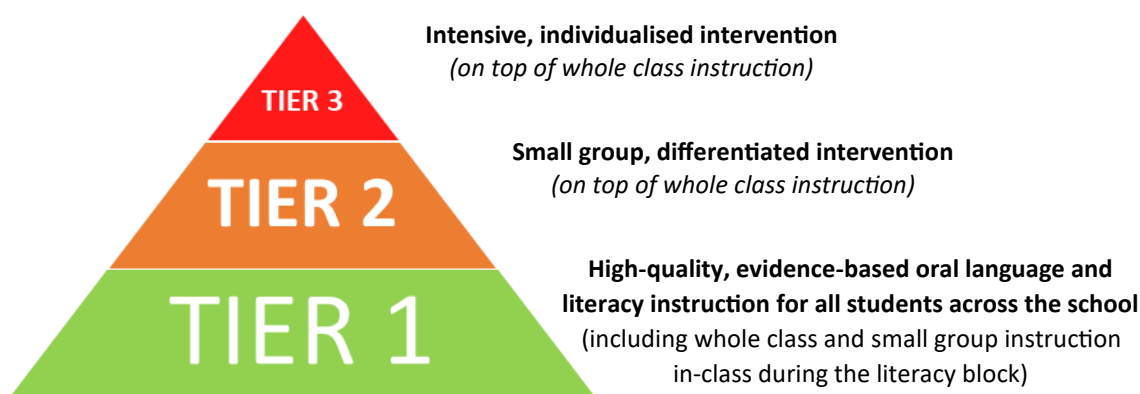 Intensive, individualised intervention
(on top of whole class instruction)
TIER 3
Small group, differentiated intervention
(on top of whole class instruction)
TIER 2
High-quality, evidence-based oral language and
literacy instruction for all students across the school
(including whole class and small group instruction
in-class during the literacy block)
TIER 1